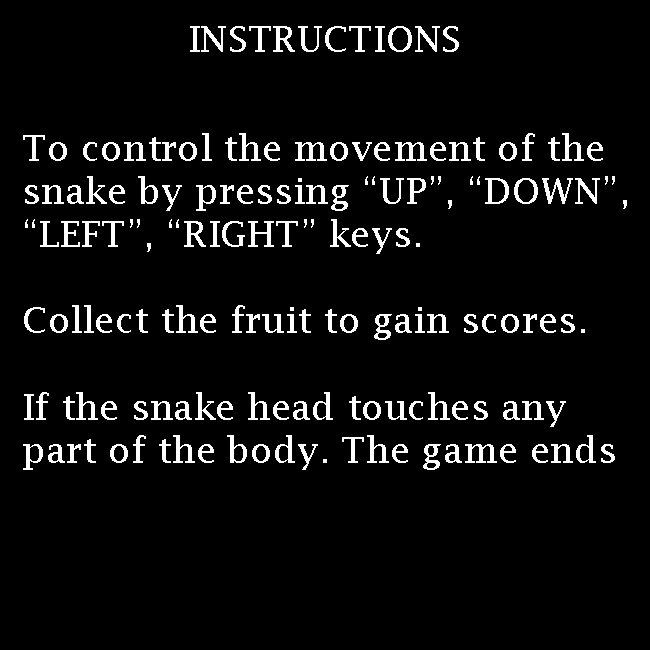 INSTRUCTIONS
To control the movement of the
snake by pressing “UP”, “DOWN”,
“LEFT”, “RIGHT” keys.
Collect the fruit to gain scores.
If the snake head touches any
part of the body. The game ends